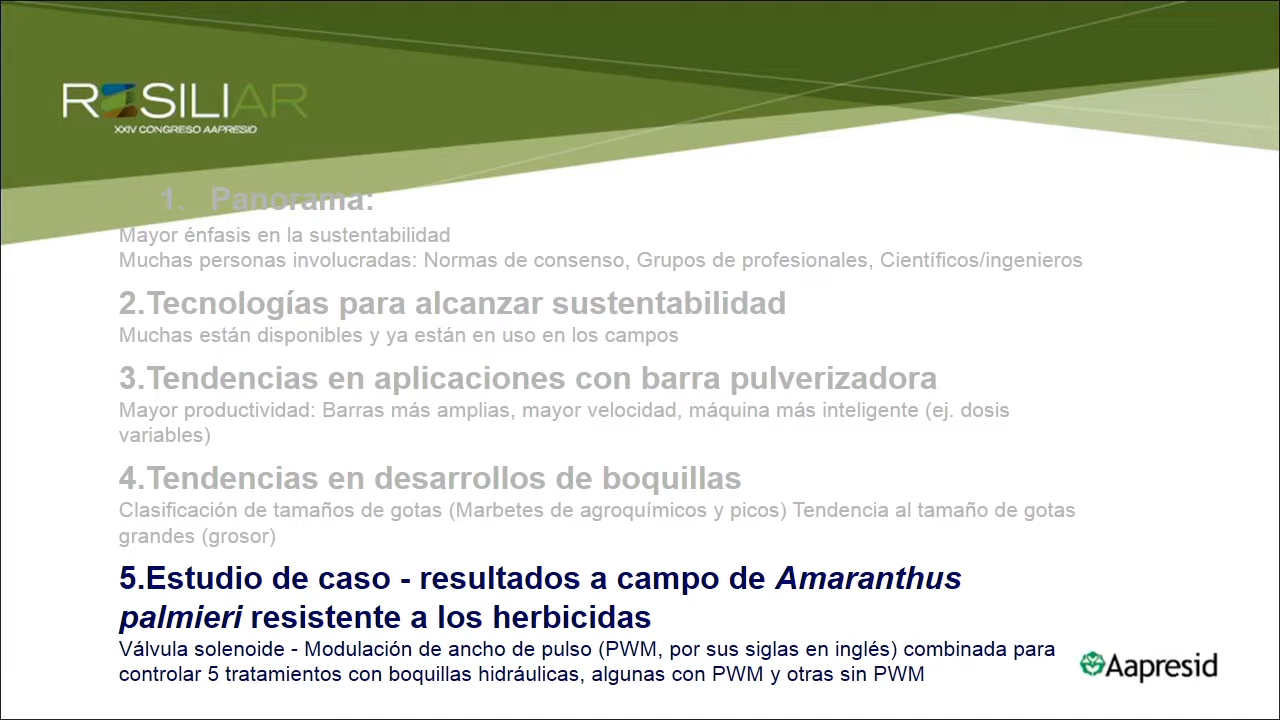 RESILIAR
XXIV CONGRESO AAPRESID
1. Panorama:
Mayor énfasis en la sustentabilidad
Muchas personas involucradas: Normas de consenso, Grupos de profesionales, Científicos/ingenieros
2.Tecnologías para alcanzar sustentabilidad
Muchas están disponibles y ya están en uso en los campos
3.Tendencias en aplicaciones con barra pulverizadora
Mayor productividad: Barras más amplias, mayor velocidad, máquina más inteligente (ej. dosis
variables)
4.Tendencias en desarrollos de boquillas
Clasificación de tamaños de gotas (Marbetes de agroquímicos y picos) Tendencia al tamaño de gotas
grandes (grosor)
5.Estudio de caso - resultados a campo de Amaranthus
palmieri resistente a los herbicidas
Válvula solenoide - Modulación de ancho de pulso (PWM, por sus siglas en inglés) combinada para
controlar 5 tratamientos con boquillas hidráulicas, algunas con PWM y otras sin PWM
Aapresid